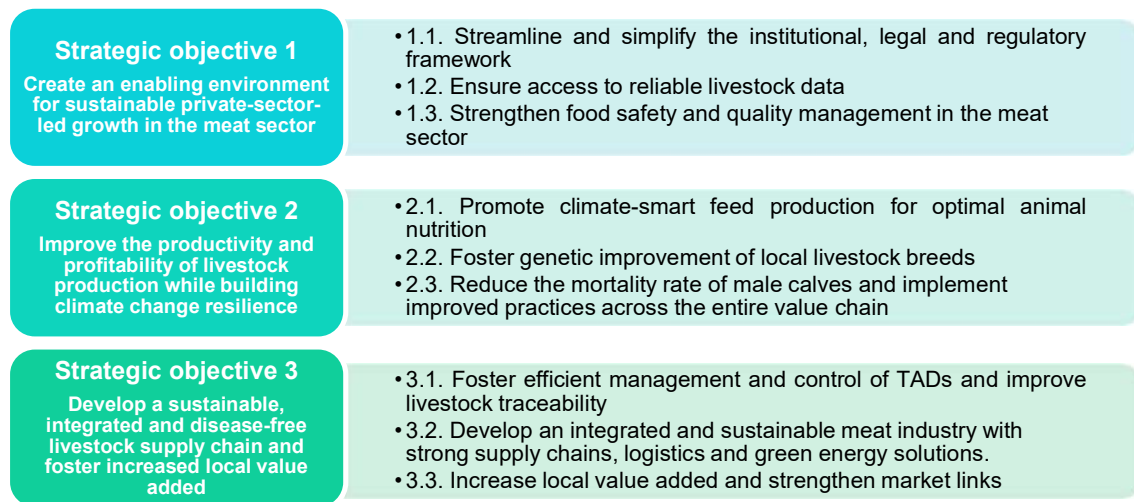 Strategic objective 1
Create an enabling environment
for sustainable private-sector-
led growth in the meat sector
•1.1. Streamline and simplify the institutional, legal and regulatory
framework
•1.2. Ensure access to reliable livestock data
•1.3. Strengthen food safety and quality management in the meat
sector
Strategic objective 2
Improve the productivity and
profitability of livestock
production while building
climate change resilience
•2.1. Promote climate-smart feed production for optimal animal
nutrition
•2.2. Foster genetic improvement of local livestock breeds
•2.3. Reduce the mortality rate of male calves and implement
improved practices across the entire value chain
Strategic objective 3
Develop a sustainable,
integrated and disease-free
livestock supply chain and
foster increased local value
added
•3.1. Foster efficient management and control of TADs and improve
livestock traceability
•3.2. Develop an integrated and sustainable meat industry with
strong supply chains, logistics and green energy solutions.
•3.3. Increase local value added and strengthen market links